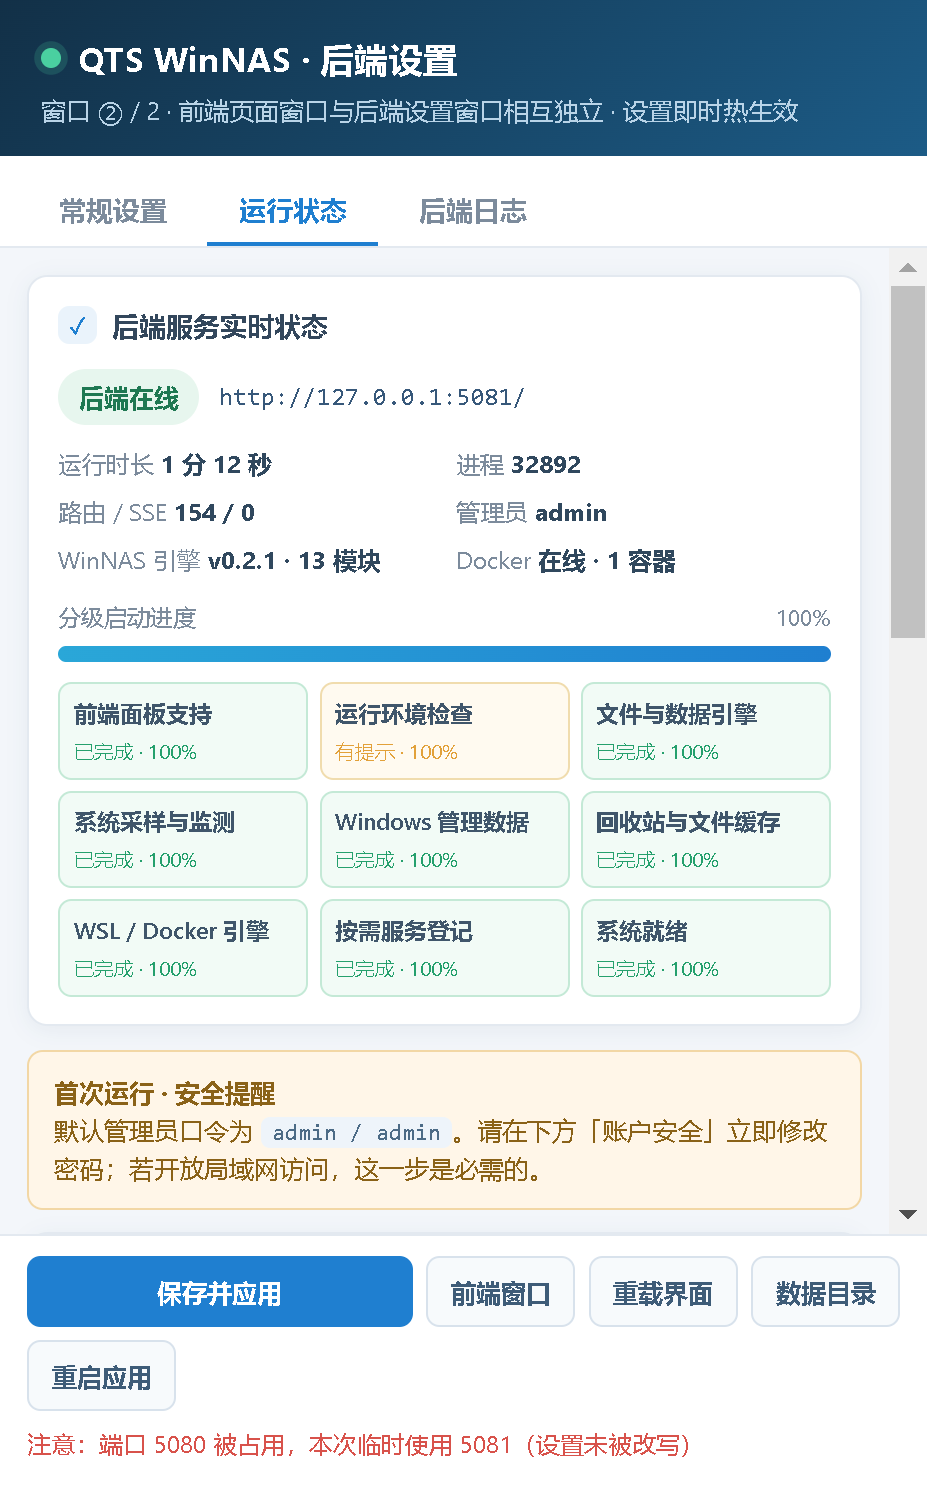 QTS WinNAS · 后端设置
窗口 ② / 2 · 前端页面窗口与后端设置窗口相互独立 · 设置即时热生效
常规设置 运行状态 后端日志
✓ 后端服务实时状态
后端在线 http://127.0.0.1:5081/
运行时长 1 分 12 秒 进程 32892
路由 / SSE 154 / 0 管理员 admin
WinNAS 引擎 v0.2.1 · 13 模块 Docker 在线 · 1 容器
分级启动进度 100%
前端面板支持 运行环境检查 文件与数据引擎
已完成 · 100% 有提示 · 100% 已完成 · 100%
系统采样与监测 Windows 管理数据 回收站与文件缓存
已完成 · 100% 已完成 · 100% 已完成 · 100%
WSL / Docker 引擎 按需服务登记 系统就绪
已完成 · 100% 已完成 · 100% 已完成 · 100%
首次运行 · 安全提醒
默认管理员口令为 admin / admin 。请在下方「账户安全」立即修改
密码；若开放局域网访问，这一步是必需的。
保存并应用 前端窗口 重载界面 数据目录
重启应用
注意：端口 5080 被占用，本次临时使用 5081（设置未被改写）